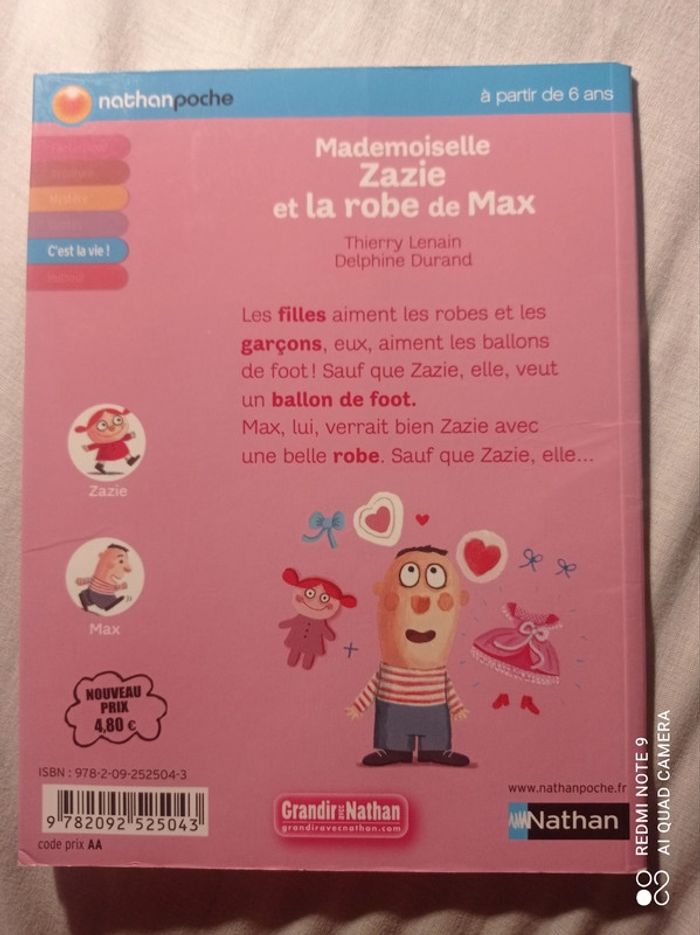 nathanpoche
à partir de 6 ans
Mademoiselle
Zazie
et la robe de Max
Thierry Lenain
Delphine Durand
Mystère
C'est la vie !
Les filles aiment les robes et les
garçons, eux, aiment les ballons
de foot ! Sauf que Zazie, elle, veut
un ballon de foot.
Max, lui, verrait bien Zazie avec
une belle robe. Sauf que Zazie, elle...
Zazie
Max
NOUVEAU
PRIX
4,80 €
ISBN : 978-2-09-252504-3
9 782092 525043
code prix AA
Grandir avec Nathan
grandiravecnathan.com
www.nathanpoche.fr
Nathan
REDMI NOTE 9
AI QUAD CAMERA